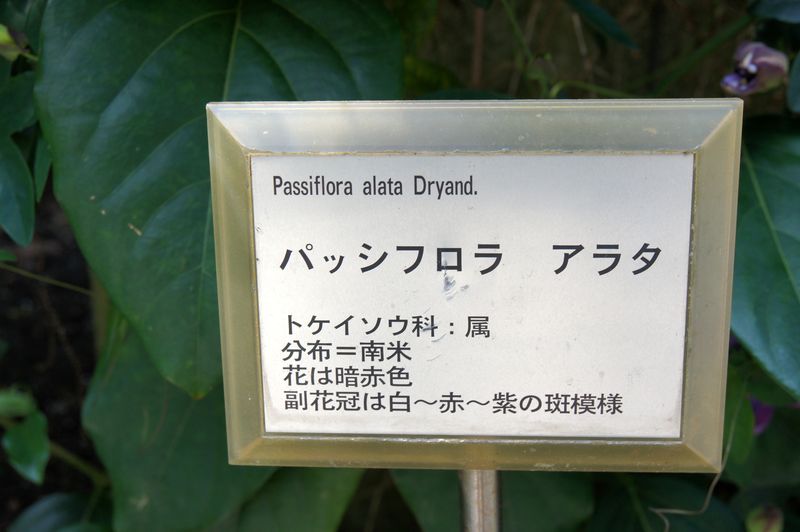 Passiflora alata Dryand.
パッシフロラ　アラタ
トケイソウ科：属
分布＝南米
花は暗赤色
副花冠は白～赤～紫の斑模様